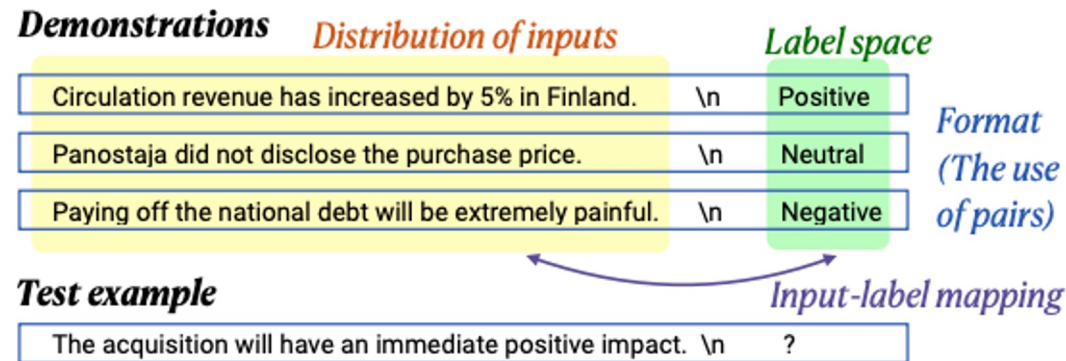 Demonstrations
Distribution of inputs
Label space
Circulation revenue has increased by 5% in Finland. \n Positive
Panostaja did not disclose the purchase price. \n Neutral
Paying off the national debt will be extremely painful. \n Negative
Format
(The use
of pairs)
Test example
Input-label mapping
The acquisition will have an immediate positive impact. \n ?